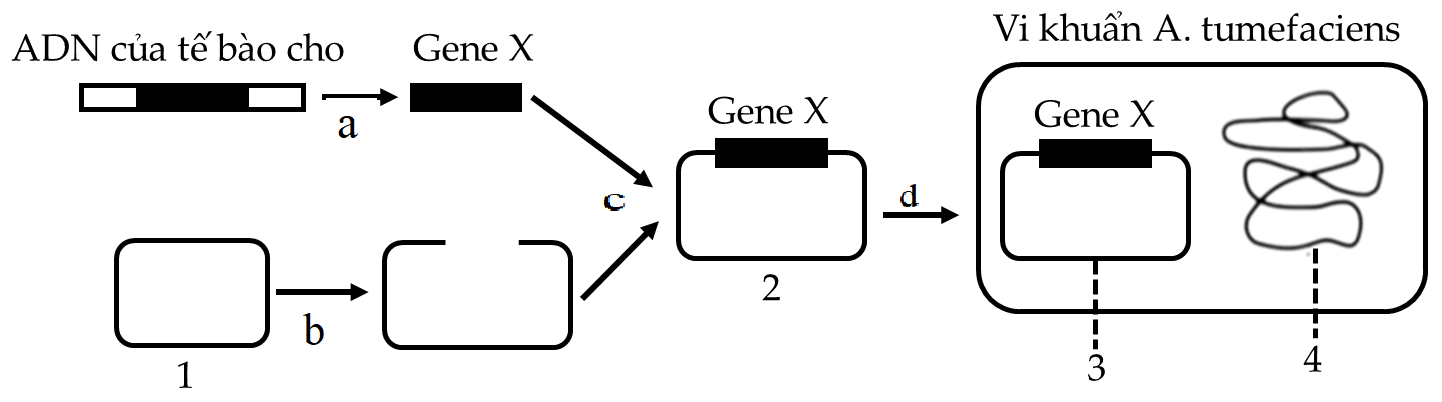 Vi khuẩn A. tumefaciens
ADN của tế bào cho
Gene X
a
Gene X
Gene X
c
d
b
1
2
3
4